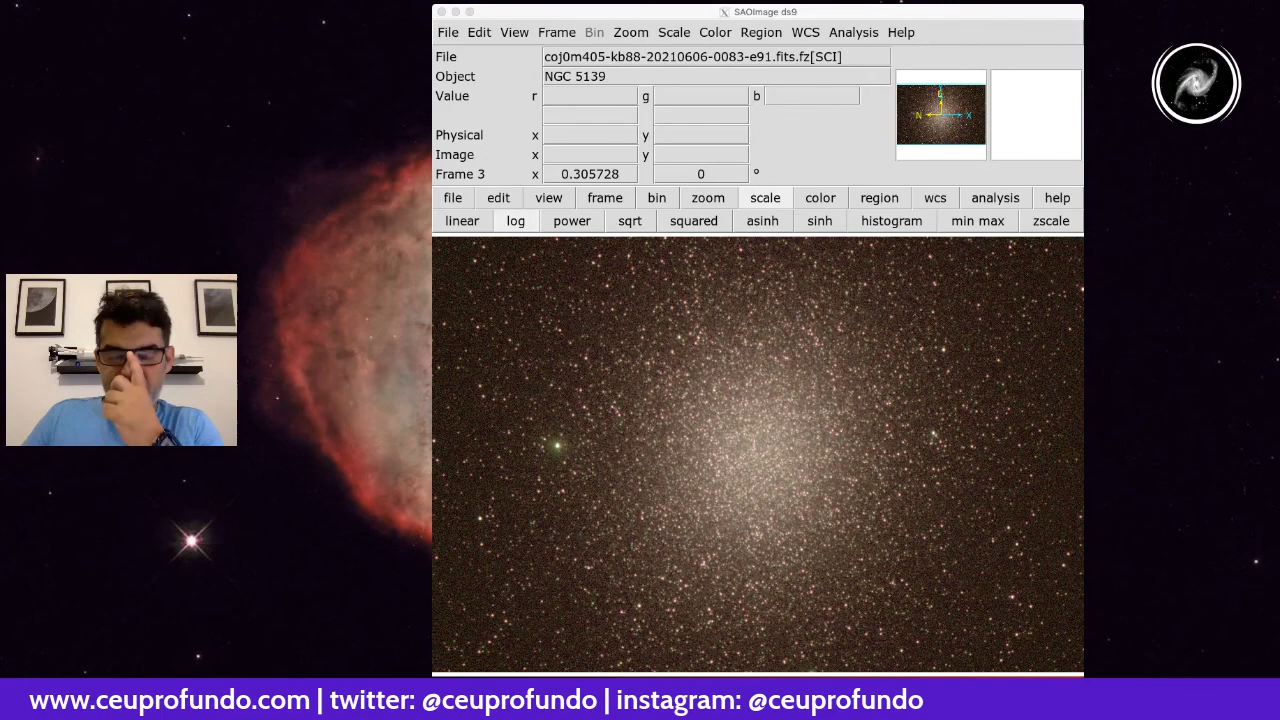 SAOImage ds9
File Edit View Frame Bin Zoom Scale Color Region WCS Analysis Help
File coj0m405-kb88-20210606-0083-e91.fits.fz[SCI]
Object NGC 5139
Value r g b
Physical x y
Image x y
Frame 3 x 0.305728 0 °
N E X
file edit view frame bin zoom scale color region wcs analysis help
linear log power sqrt squared asinh sinh histogram min max zscale
www.ceuprofundo.com | twitter: @ceuprofundo | instagram: @ceuprofundo